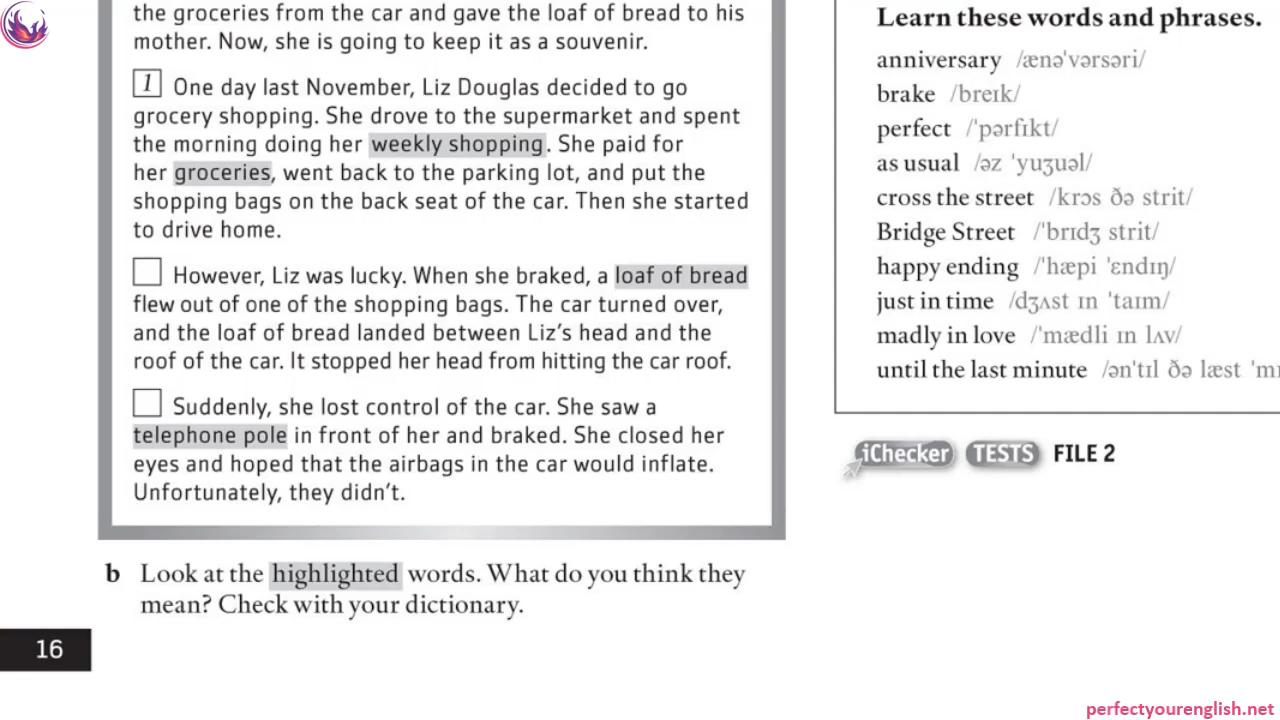 the groceries from the car and gave the loaf of bread to his
mother. Now, she is going to keep it as a souvenir.
1 One day last November, Liz Douglas decided to go
grocery shopping. She drove to the supermarket and spent
the morning doing her weekly shopping. She paid for
her groceries, went back to the parking lot, and put the
shopping bags on the back seat of the car. Then she started
to drive home.
However, Liz was lucky. When she braked, a loaf of bread
flew out of one of the shopping bags. The car turned over,
and the loaf of bread landed between Liz's head and the
roof of the car. It stopped her head from hitting the car roof.
Suddenly, she lost control of the car. She saw a
telephone pole in front of her and braked. She closed her
eyes and hoped that the airbags in the car would inflate.
Unfortunately, they didn't.
b Look at the highlighted words. What do you think they
mean? Check with your dictionary.
16
Learn these words and phrases.
anniversary /ænəˈvərsəri/
brake /breɪk/
perfect /ˈpərfɪkt/
as usual /əz ˈyuʒuəl/
cross the street /krɔs ðə strit/
Bridge Street /ˈbrɪdʒ strit/
happy ending /ˈhæpi ˈɛndɪŋ/
just in time /dʒʌst ɪn ˈtaɪm/
madly in love /ˈmædli ɪn lʌv/
until the last minute /ənˈtɪl ðə læst
iChecker TESTS FILE 2
perfectyourenglish.net